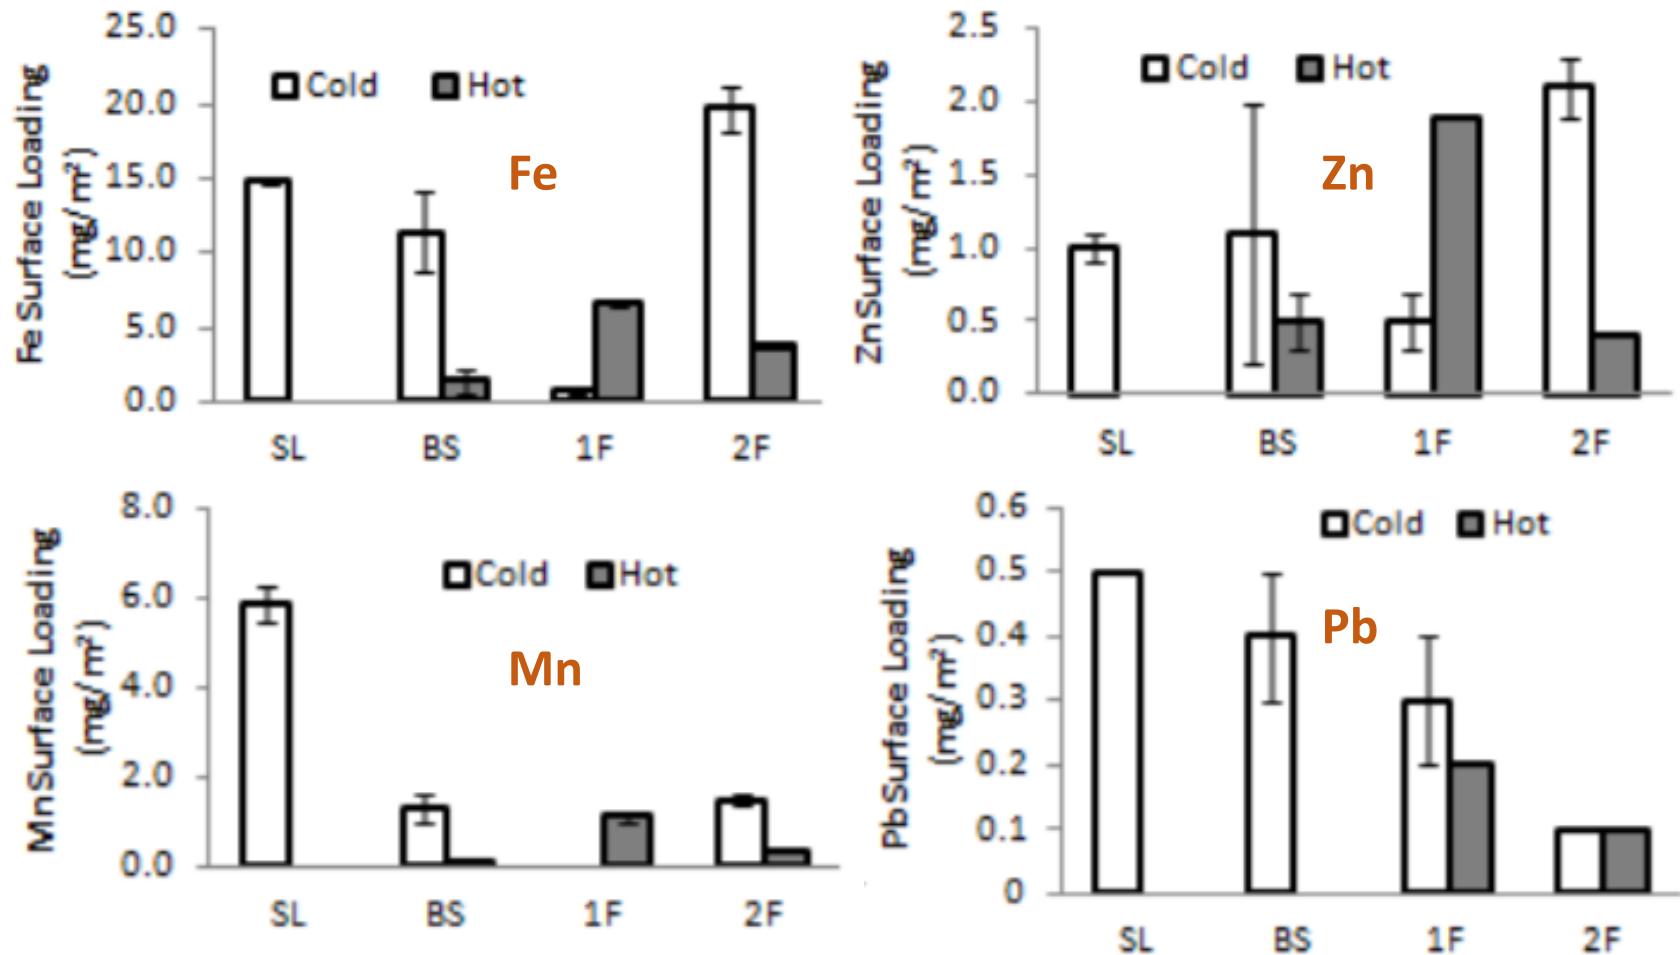 Fe Surface Loading
(mg/m²)
25.0
20.0
15.0
10.0
5.0
0.0
Cold Hot
Fe
SL BS 1F 2F
Zn Surface Loading
(mg/m²)
2.5
2.0
1.5
1.0
0.5
0.0
Cold Hot
Zn
SL BS 1F 2F
Mn Surface Loading
(mg/m²)
8.0
6.0
4.0
2.0
0.0
Cold Hot
Mn
SL BS 1F 2F
Pb Surface Loading
(mg/m²)
0.6
0.5
0.4
0.3
0.2
0.1
0
Cold Hot
Pb
SL BS 1F 2F